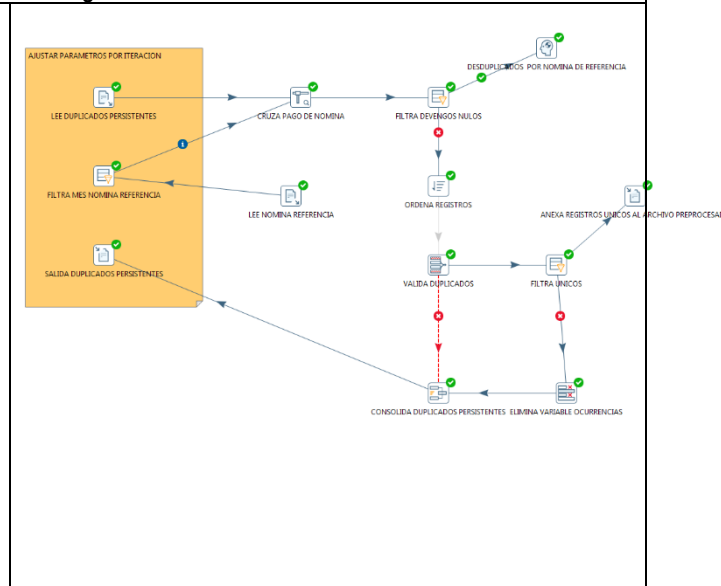 AJUSTAR PARAMETROS POR ITERACION
DESDUPLICADOS POR NOMINA DE REFERENCIA
LEE DUPLICADOS PERSISTENTES
CRUZA PAGO DE NOMINA
FILTRA DEVENGOS NULOS
FILTRA MES NOMINA REFERENCIA
LEE NOMINA REFERENCIA
ORDENA REGISTROS
ANEXA REGISTROS UNICOS AL ARCHIVO PREPROCESA
SALIDA DUPLICADOS PERSISTENTES
VALIDA DUPLICADOS
FILTRA UNICOS
CONSOLIDA DUPLICADOS PERSISTENTES
ELIMINA VARIABLE OCURRENCIAS